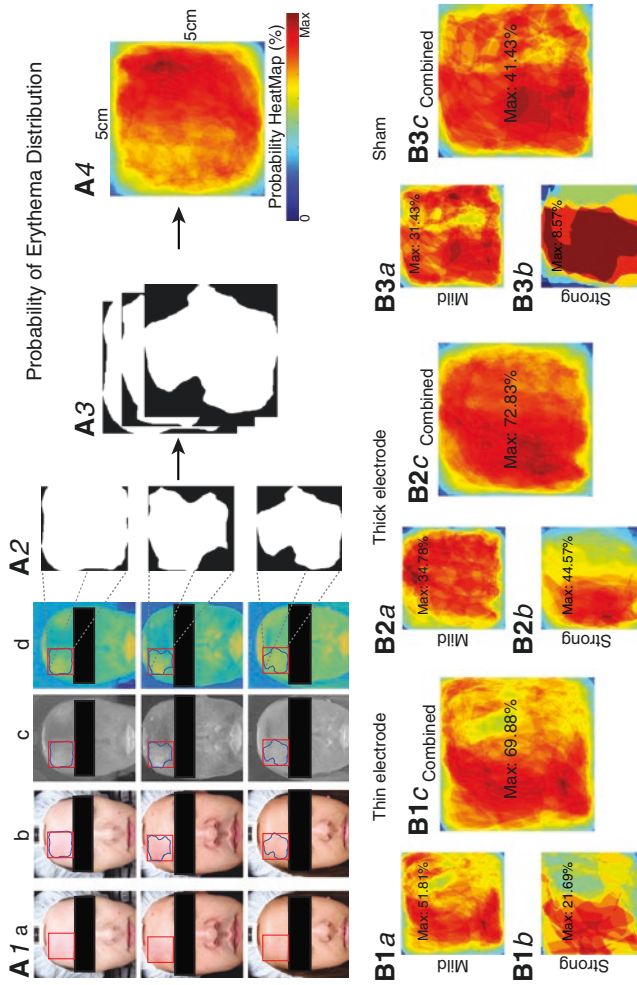 Probability of Erythema Distribution
A1 a
b
c
d
A2
A3
A4
5cm
5cm
Probability HeatMap (%)
0
Max
Thin electrode
Thick electrode
Sham
B1a
Max: 51.81%
Mild
B1b
Max: 21.69%
Strong
B1c Combined
Max: 69.88%
B2a
Max: 34.78%
Mild
B2b
Max: 44.57%
Strong
B2c Combined
Max: 72.83%
B3a
Max: 31.43%
Mild
B3b
Max: 8.57%
Strong
B3c Combined
Max: 41.43%